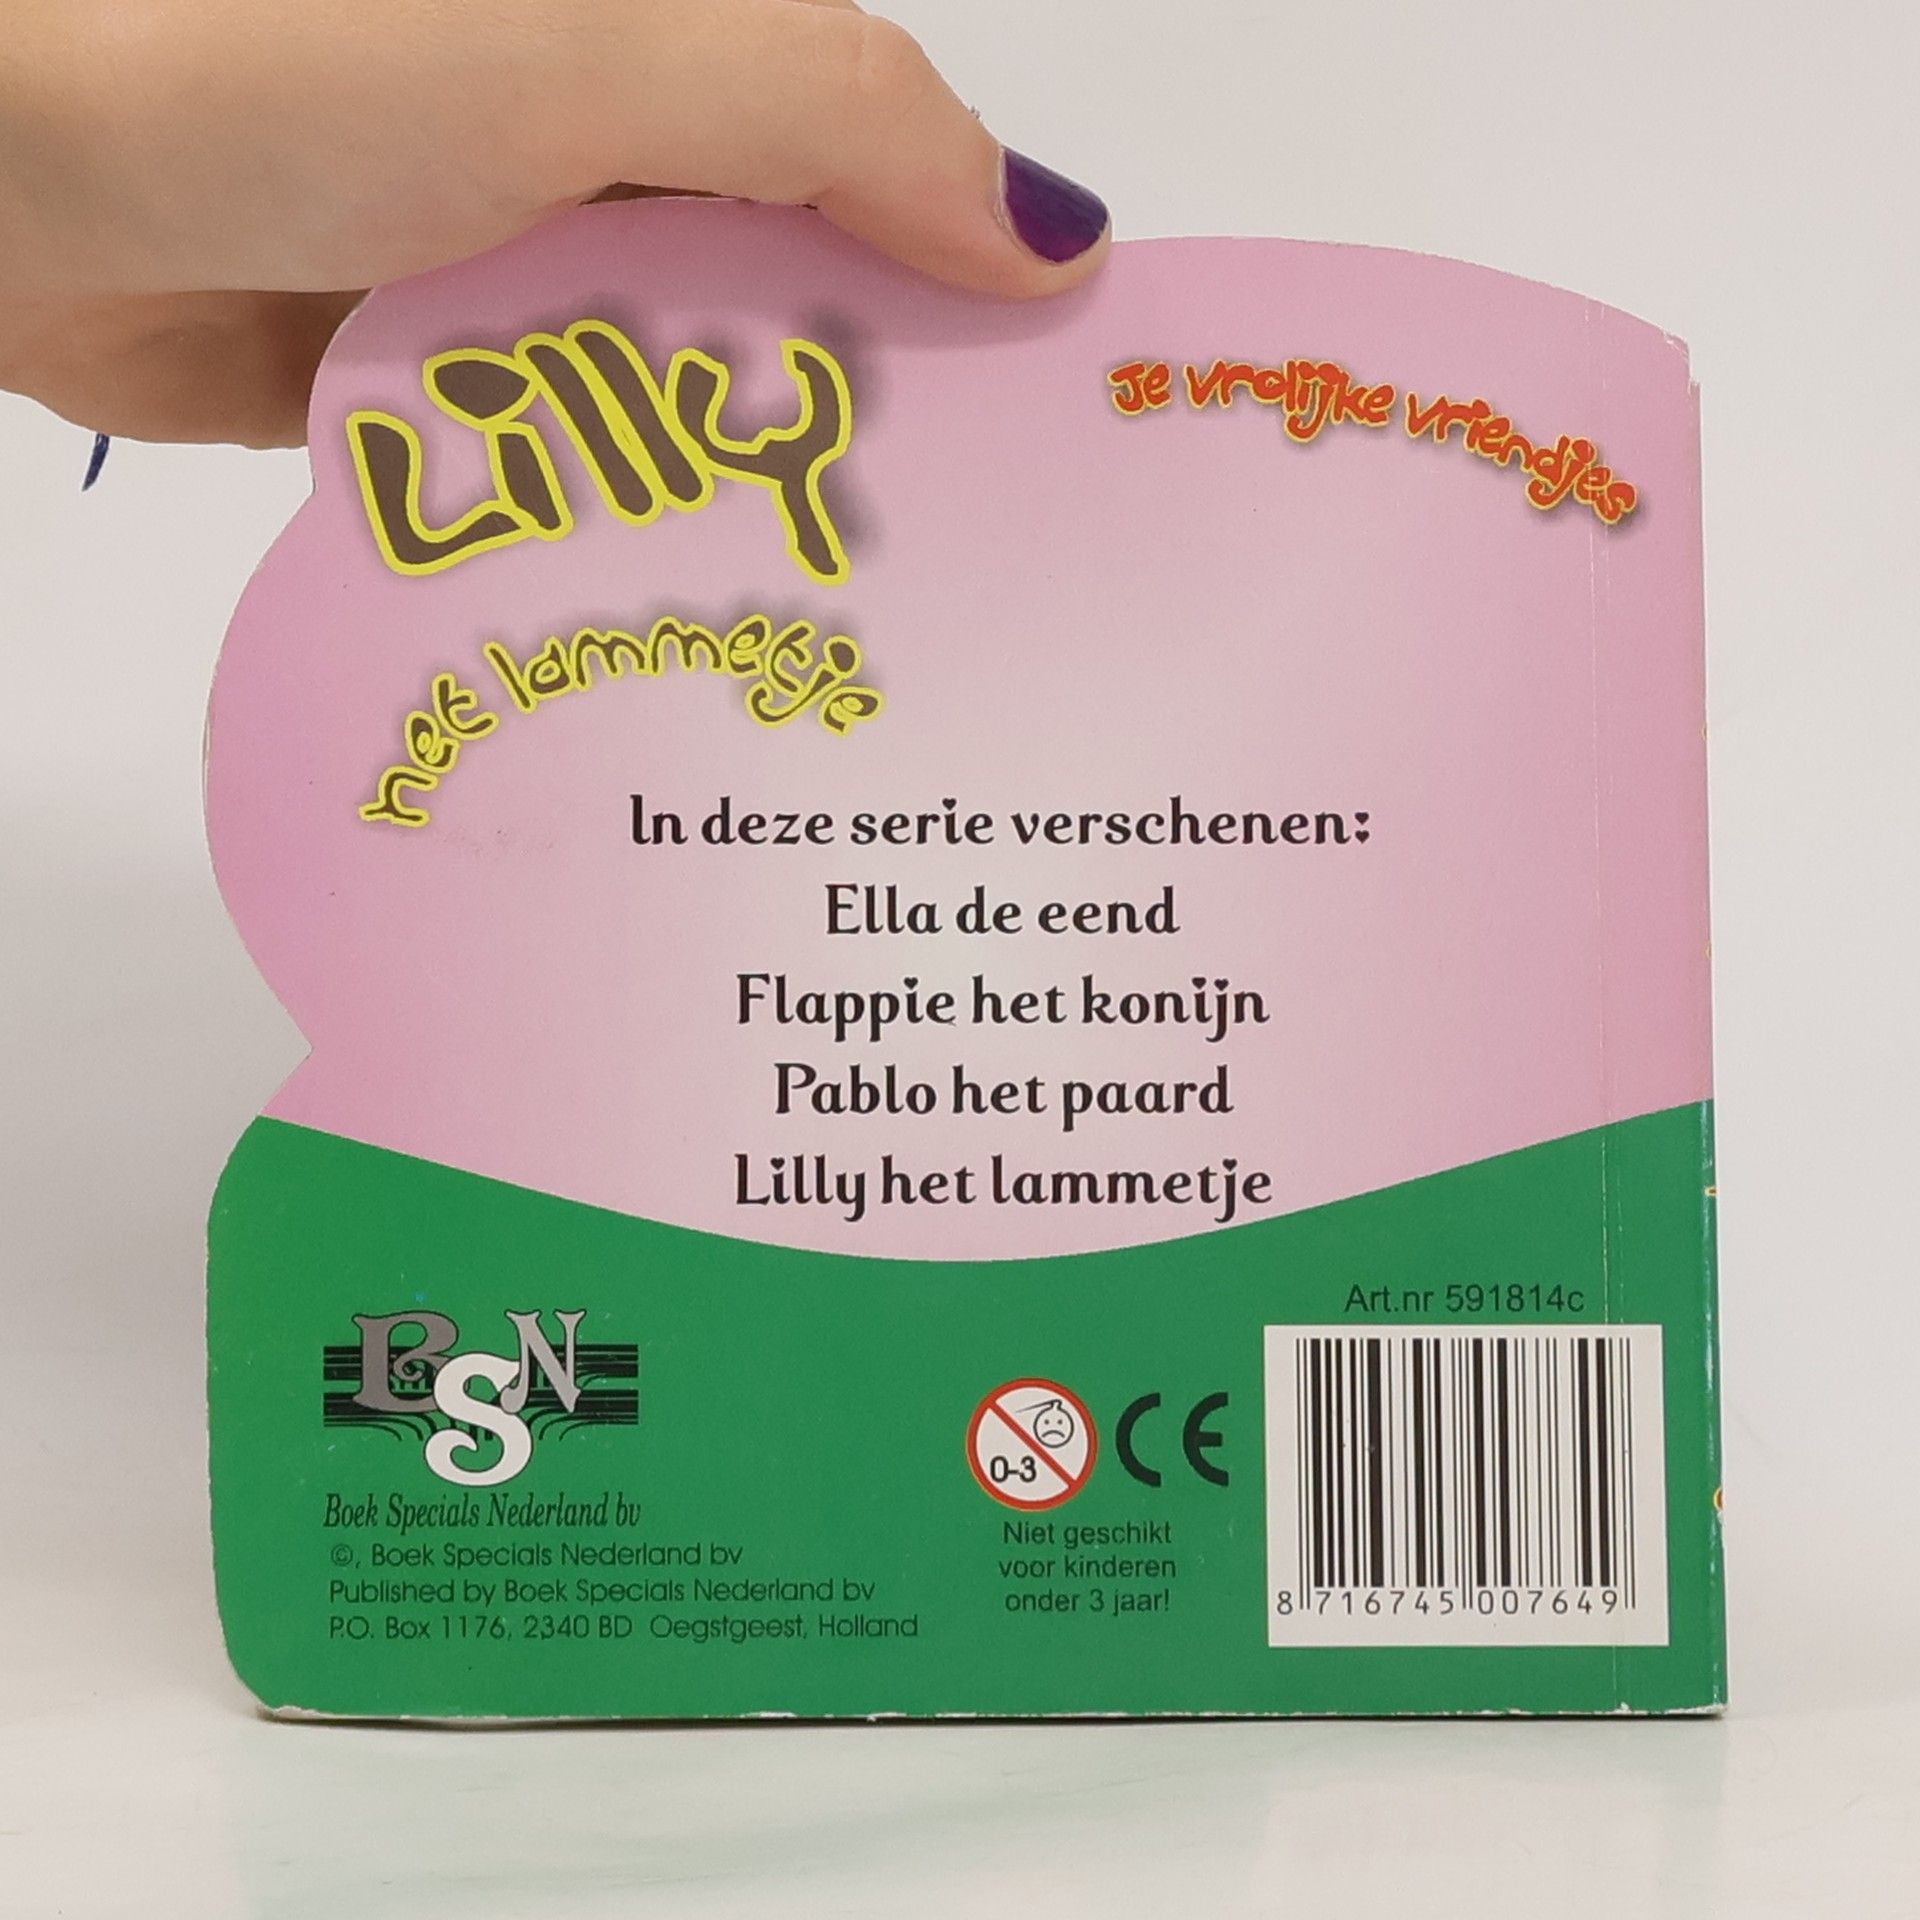 Lilly
het lammetje
je vrolijke vriendjes
In deze serie verschenen:
Ella de eend
Flappie het konijn
Pablo het paard
Lilly het lammetje
BSN
Boek Specials Nederland bv
©, Boek Specials Nederland bv
Published by Boek Specials Nederland bv
P.O. Box 1176, 2340 BD Oegstgeest, Holland
0-3
CE
Niet geschikt
voor kinderen
onder 3 jaar!
Art.nr 591814c
8 716745 007649